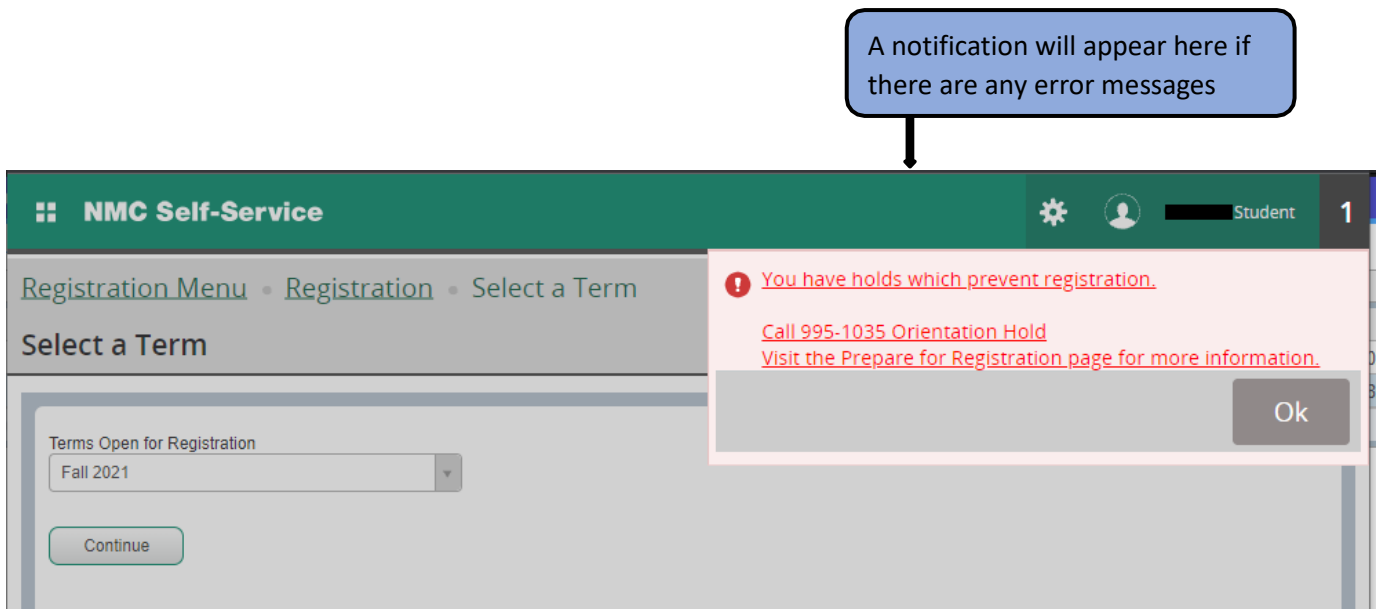 A notification will appear here if
there are any error messages
NMC Self-Service
Student
1
Registration Menu • Registration • Select a Term
Select a Term
You have holds which prevent registration.
Call 995-1035 Orientation Hold
Visit the Prepare for Registration page for more information.
Ok
Terms Open for Registration
Fall 2021
Continue